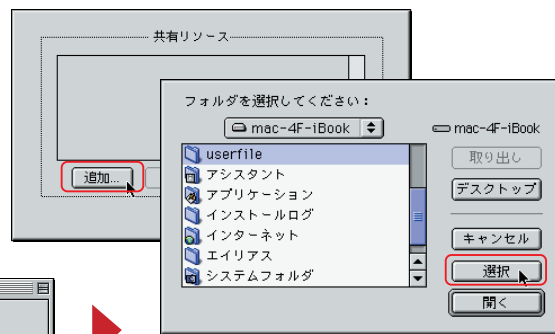 共有リソース
追加...
フォルダを選択してください：
mac-4F-iBook
mac-4F-iBook
userfile
アシスタント
アプリケーション
インストールログ
インターネット
エイリアス
システムフォルダ
取り出し
デスクトップ
キャンセル
選択
開く